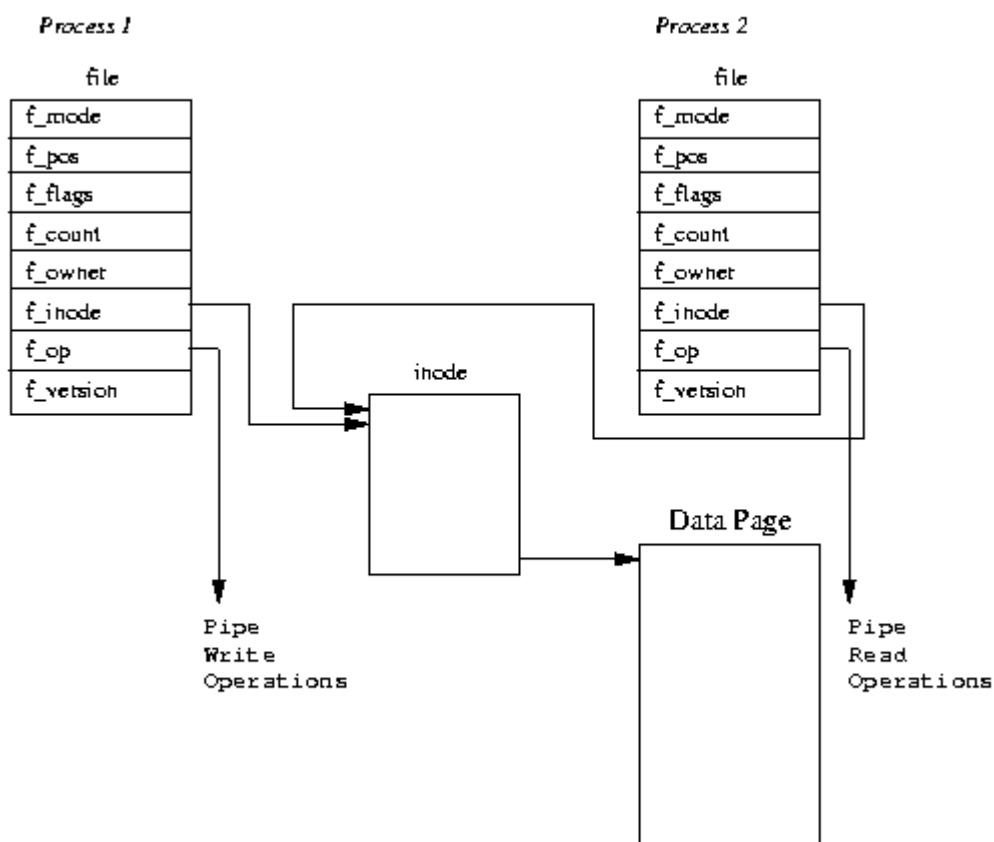 Process 1
file
f_mode
f_pos
f_flags
f_count
f_owner
f_inode
f_op
f_version
Process 2
file
f_mode
f_pos
f_flags
f_count
f_owner
f_inode
f_op
f_version
inode
Data Page
Pipe
Write
Operations
Pipe
Read
Operations